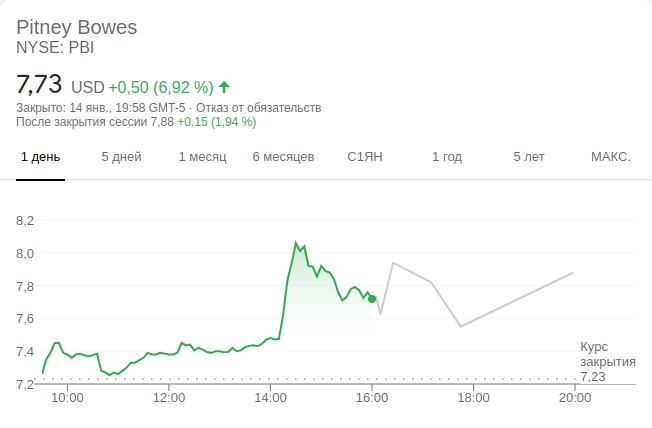 Pitney Bowes
NYSE: PBI
7,73 USD +0,50 (6,92 %)
Закрыто: 14 янв., 19:58 GMT-5 · Отказ от обязательств
После закрытия сессии 7,88 +0,15 (1,94 %)
1 день 5 дней 1 месяц 6 месяцев С1ЯН 1 год 5 лет МАКС.
8,2
8,0
7,8
7,6
7,4
7,2
Курс
закрытия
7,23
10:00 12:00 14:00 16:00 18:00 20:00